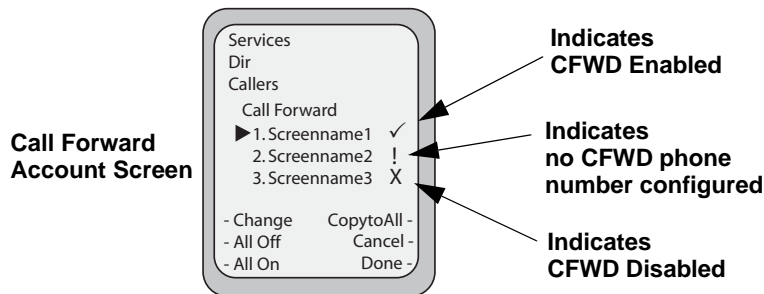 Call Forward
Account Screen
Services
Dir
Callers
Call Forward
▶1. Screenname1 ✓
2. Screenname2 !
3. Screenname3 X
- Change CopytoAll -
- All Off Cancel -
- All On Done -
Indicates
CFWD Enabled
Indicates
no CFWD phone
number configured
Indicates
CFWD Disabled